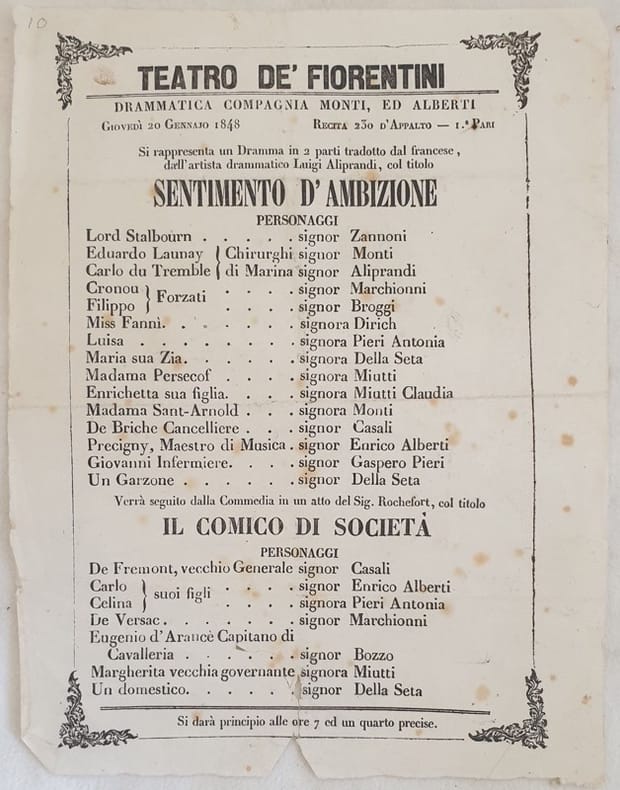 10
TEATRO DE' FIORENTINI
DRAMMATICA COMPAGNIA MONTI, ED ALBERTI
GIOVEDÌ 20 GENNAJO 1848 RECITA 230 D'APPALTO — 1.ª PARI
Si rappresenta un Dramma in 2 parti tradotto dal francese,
dall'artista drammatico Luigi Aliprandi, col titolo
SENTIMENTO D'AMBIZIONE
PERSONAGGI
Lord Stalbourn . . . . . signor Zannoni
Eduardo Launay } Chirurghi signor Monti
Carlo du Tremble } di Marina signor Aliprandi
Cronou } Forzati . . . . signor Marchionni
Filippo } . . . . signor Broggi
Miss Fannì. . . . . . . signora Dirich
Luisa . . . . . . . . signora Pieri Antonia
Maria sua Zia. . . . . . signora Della Seta
Madama Persecof . . . . signora Miutti
Enrichetta sua figlia. . . . signora Miutti Claudia
Madama Sant-Arnold . . . signora Monti
De Briche Cancelliere . . . signor Casali
Precigny, Maestro di Musica . signor Enrico Alberti
Giovanni Infermiere. . . . signor Gaspero Pieri
Un Garzone . . . . . . signor Della Seta
Verrà seguito dalla Commedia in un atto del Sig. Rochefort, col titolo
IL COMICO DI SOCIETÀ
PERSONAGGI
De Fremont, vecchio Generale signor Casali
Carlo } suoi figli . . . . signor Enrico Alberti
Celina } . . . . signora Pieri Antonia
De Versac . . . . . . . signor Marchionni
Eugenio d'Arancè Capitano di
Cavalleria . . . . . . signor Bozzo
Margherita vecchia governante signora Miutti
Un domestico. . . . . . signor Della Seta
Si darà principio alle ore 7 ed un quarto precise.